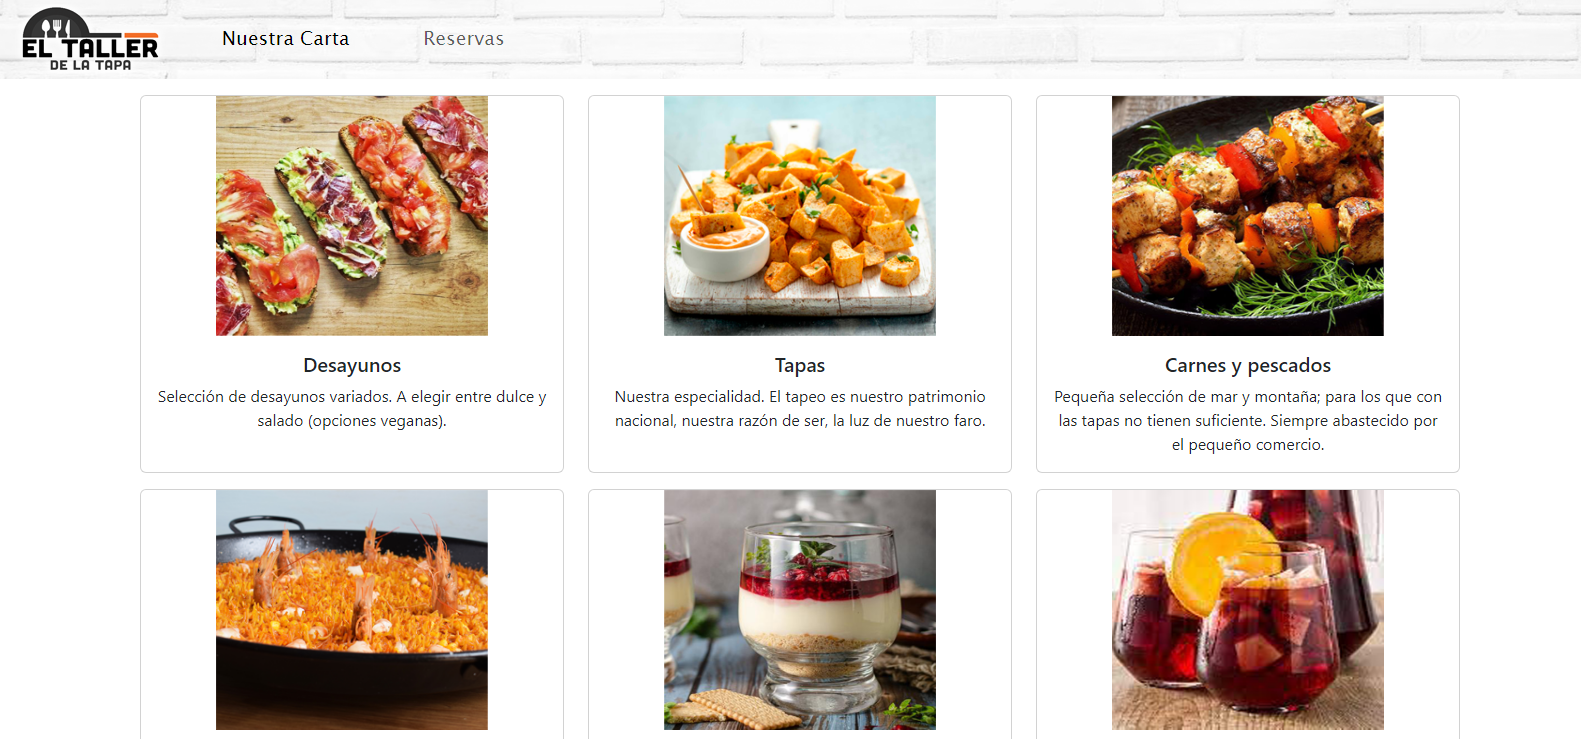 EL TALLER
DE LA TAPA
Nuestra Carta
Reservas
Desayunos
Selección de desayunos variados. A elegir entre dulce y
salado (opciones veganas).
Tapas
Nuestra especialidad. El tapeo es nuestro patrimonio
nacional, nuestra razón de ser, la luz de nuestro faro.
Carnes y pescados
Pequeña selección de mar y montaña; para los que con
las tapas no tienen suficiente. Siempre abastecido por
el pequeño comercio.